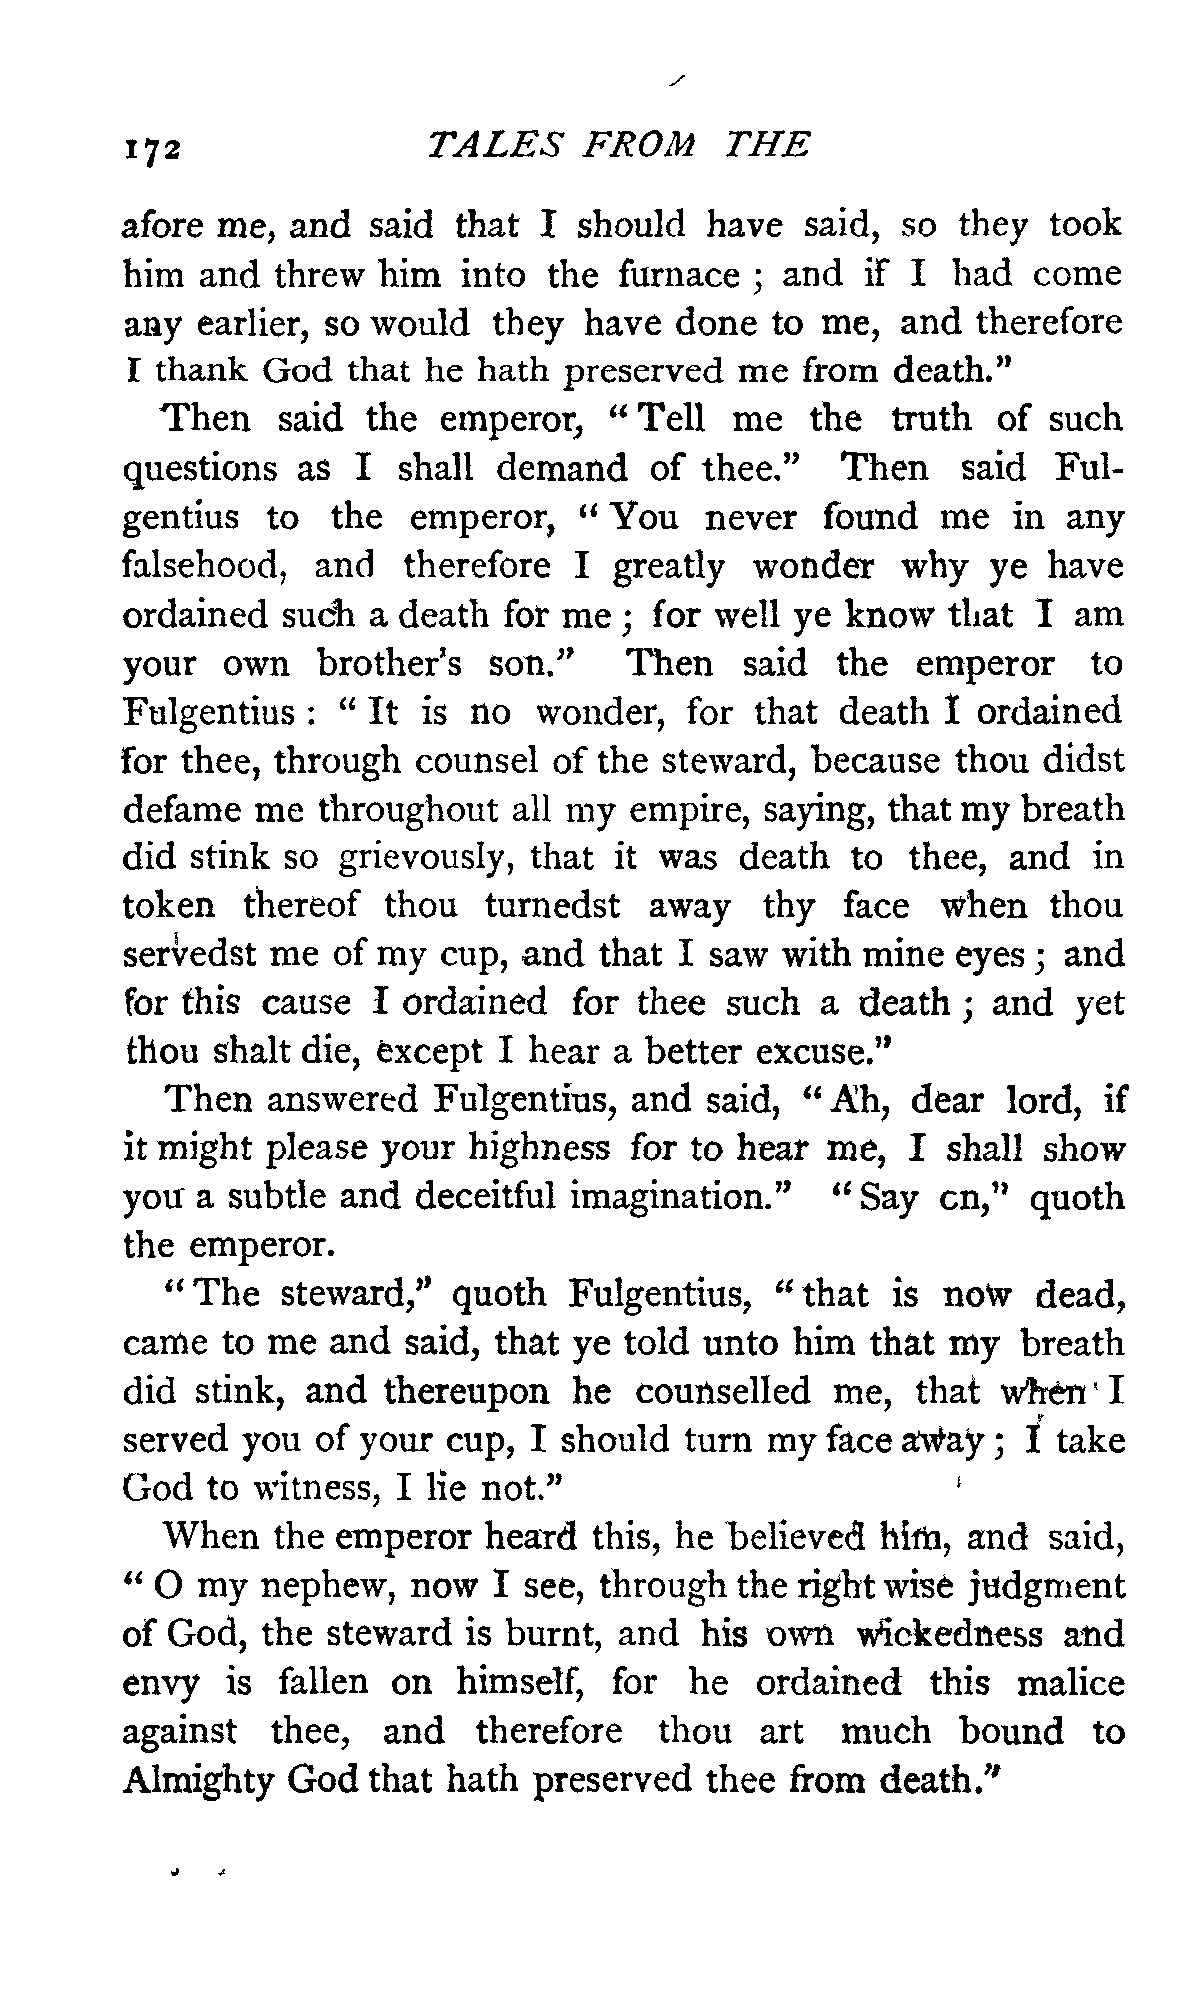 172 TALES FROM THE
afore me, and said that I should have said, so they took
him and threw him into the furnace ; and if I had come
any earlier, so would they have done to me, and therefore
I thank God that he hath preserved me from death."
Then said the emperor, " Tell me the truth of such
questions as I shall demand of thee." Then said Ful-
gentius to the emperor, " You never found me in any
falsehood, and therefore I greatly wonder why ye have
ordained such a death for me ; for well ye know that I am
your own brother's son." Then said the emperor to
Fulgentius : " It is no wonder, for that death I ordained
for thee, through counsel of the steward, because thou didst
defame me throughout all my empire, saying, that my breath
did stink so grievously, that it was death to thee, and in
token thereof thou turnedst away thy face when thou
servedst me of my cup, and that I saw with mine eyes ; and
for this cause I ordained for thee such a death ; and yet
thou shalt die, except I hear a better excuse."
Then answered Fulgentius, and said, " Ah, dear lord, if
it might please your highness for to hear me, I shall show
you a subtle and deceitful imagination." " Say on," quoth
the emperor.
" The steward," quoth Fulgentius, " that is now dead,
came to me and said, that ye told unto him that my breath
did stink, and thereupon he counselled me, that when I
served you of your cup, I should turn my face away ; I take
God to witness, I lie not."
When the emperor heard this, he believed him, and said,
" O my nephew, now I see, through the right wise judgment
of God, the steward is burnt, and his own wickedness and
envy is fallen on himself, for he ordained this malice
against thee, and therefore thou art much bound to
Almighty God that hath preserved thee from death."